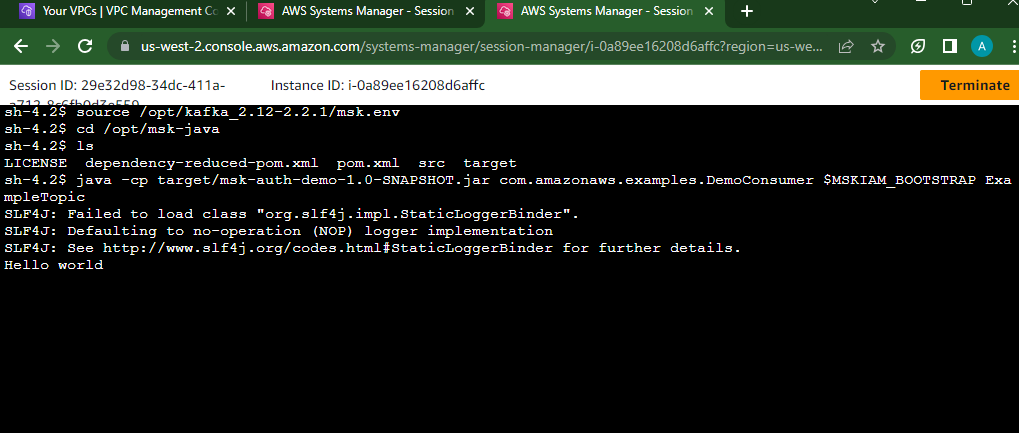 Your VPCs | VPC Management Co
AWS Systems Manager - Session
AWS Systems Manager - Session
us-west-2.console.aws.amazon.com/systems-manager/session-manager/i-0a89ee16208d6affc?region=us-we...
A
Session ID: 29e32d98-34dc-411a-
Instance ID: i-0a89ee16208d6affc
Terminate
sh-4.2$ source /opt/kafka_2.12-2.2.1/msk.env
sh-4.2$ cd /opt/msk-java
sh-4.2$ ls
LICENSE  dependency-reduced-pom.xml  pom.xml  src  target
sh-4.2$ java -cp target/msk-auth-demo-1.0-SNAPSHOT.jar com.amazonaws.examples.DemoConsumer $MSKIAM_BOOTSTRAP Exa
mpleTopic
SLF4J: Failed to load class "org.slf4j.impl.StaticLoggerBinder".
SLF4J: Defaulting to no-operation (NOP) logger implementation
SLF4J: See http://www.slf4j.org/codes.html#StaticLoggerBinder for further details.
Hello world